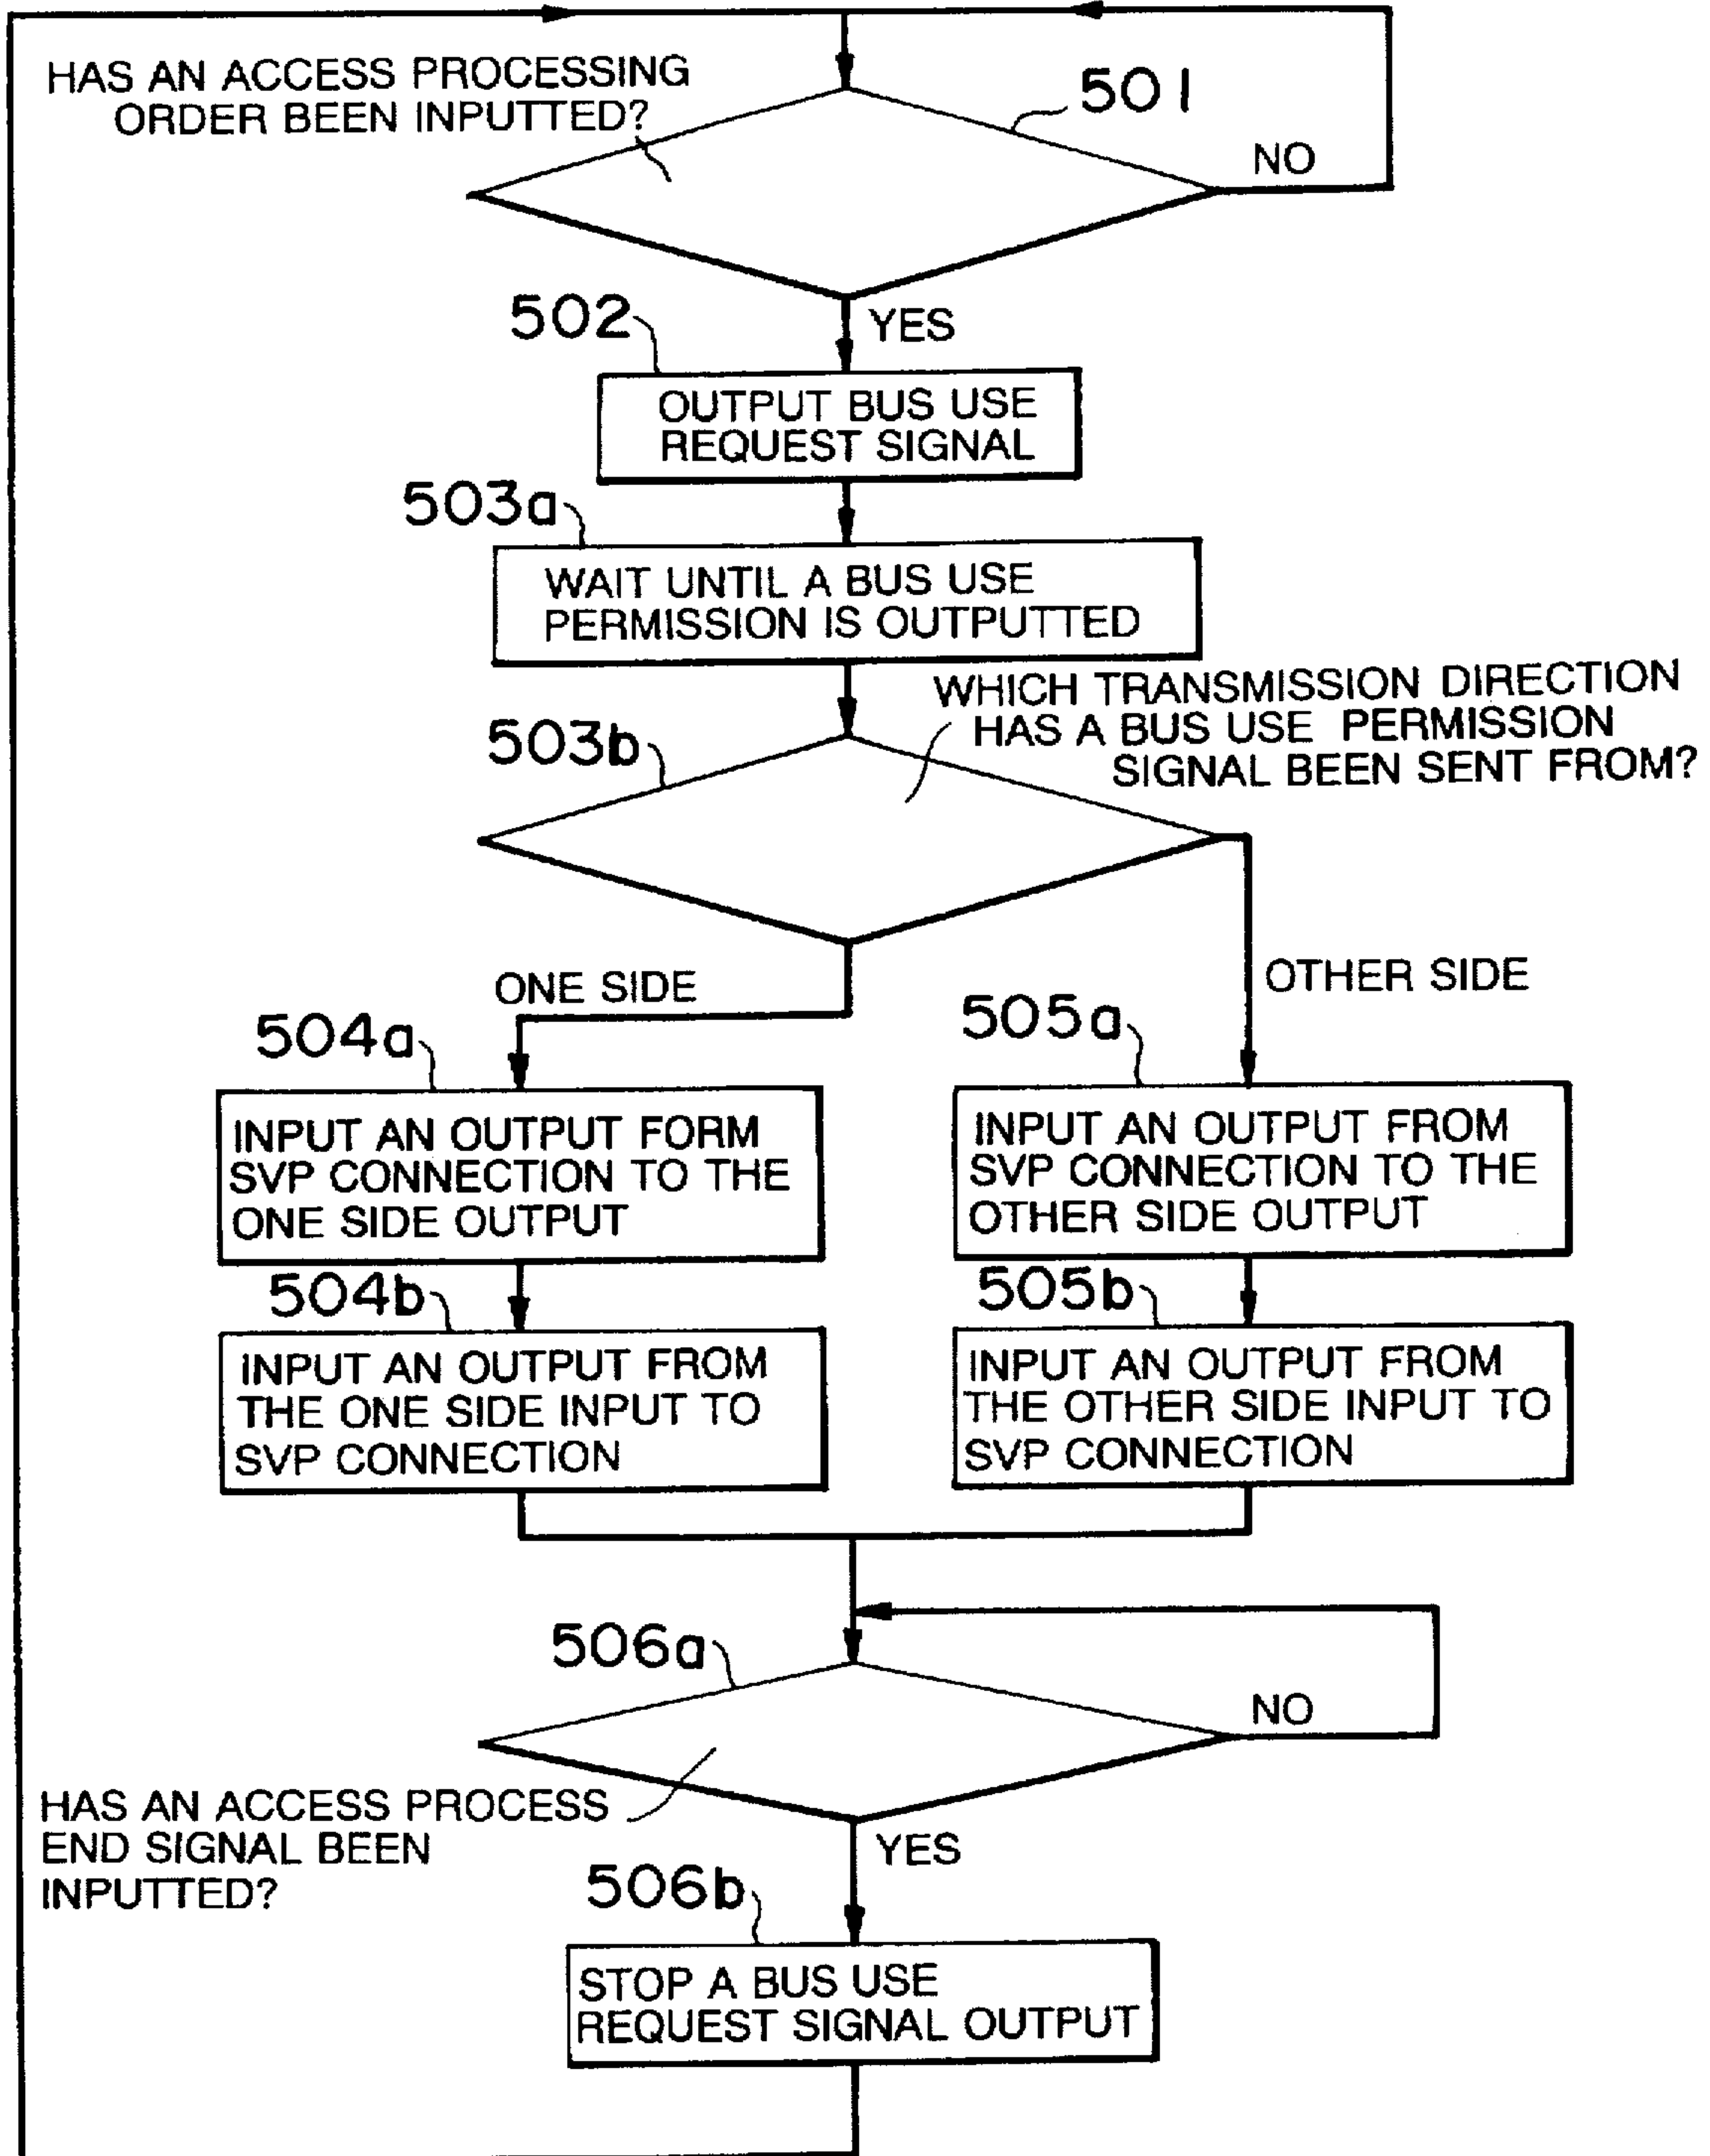 HAS AN ACCESS PROCESSING
ORDER BEEN INPUTTED?
501
NO
502
YES
OUTPUT BUS USE
REQUEST SIGNAL
503a
WAIT UNTIL A BUS USE
PERMISSION IS OUTPUTTED
WHICH TRANSMISSION DIRECTION
HAS A BUS USE PERMISSION
SIGNAL BEEN SENT FROM?
503b
ONE SIDE
OTHER SIDE
504a
INPUT AN OUTPUT FORM
SVP CONNECTION TO THE
ONE SIDE OUTPUT
505a
INPUT AN OUTPUT FROM
SVP CONNECTION TO THE
OTHER SIDE OUTPUT
504b
INPUT AN OUTPUT FROM
THE ONE SIDE INPUT TO
SVP CONNECTION
505b
INPUT AN OUTPUT FROM
THE OTHER SIDE INPUT TO
SVP CONNECTION
506a
NO
HAS AN ACCESS PROCESS
END SIGNAL BEEN
INPUTTED?
YES
506b
STOP A BUS USE
REQUEST SIGNAL OUTPUT